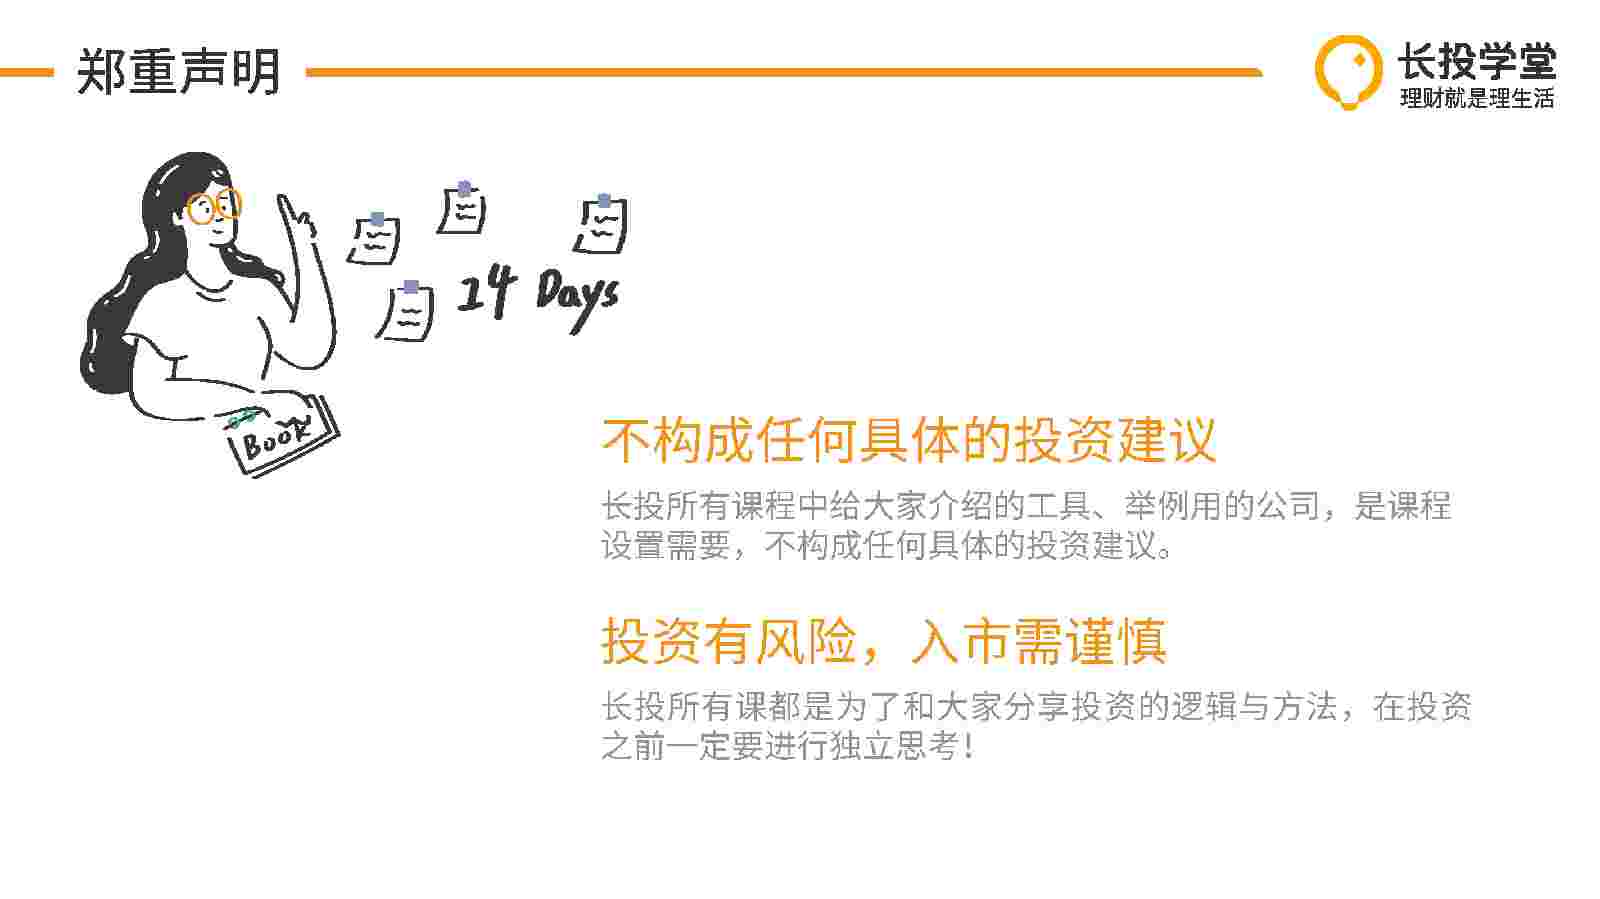 郑重声明
长投学堂
理财就是理生活
14 Days
Book
不构成任何具体的投资建议
长投所有课程中给大家介绍的工具、举例用的公司，是课程
设置需要，不构成任何具体的投资建议。
投资有风险，入市需谨慎
长投所有课都是为了和大家分享投资的逻辑与方法，在投资
之前一定要进行独立思考！